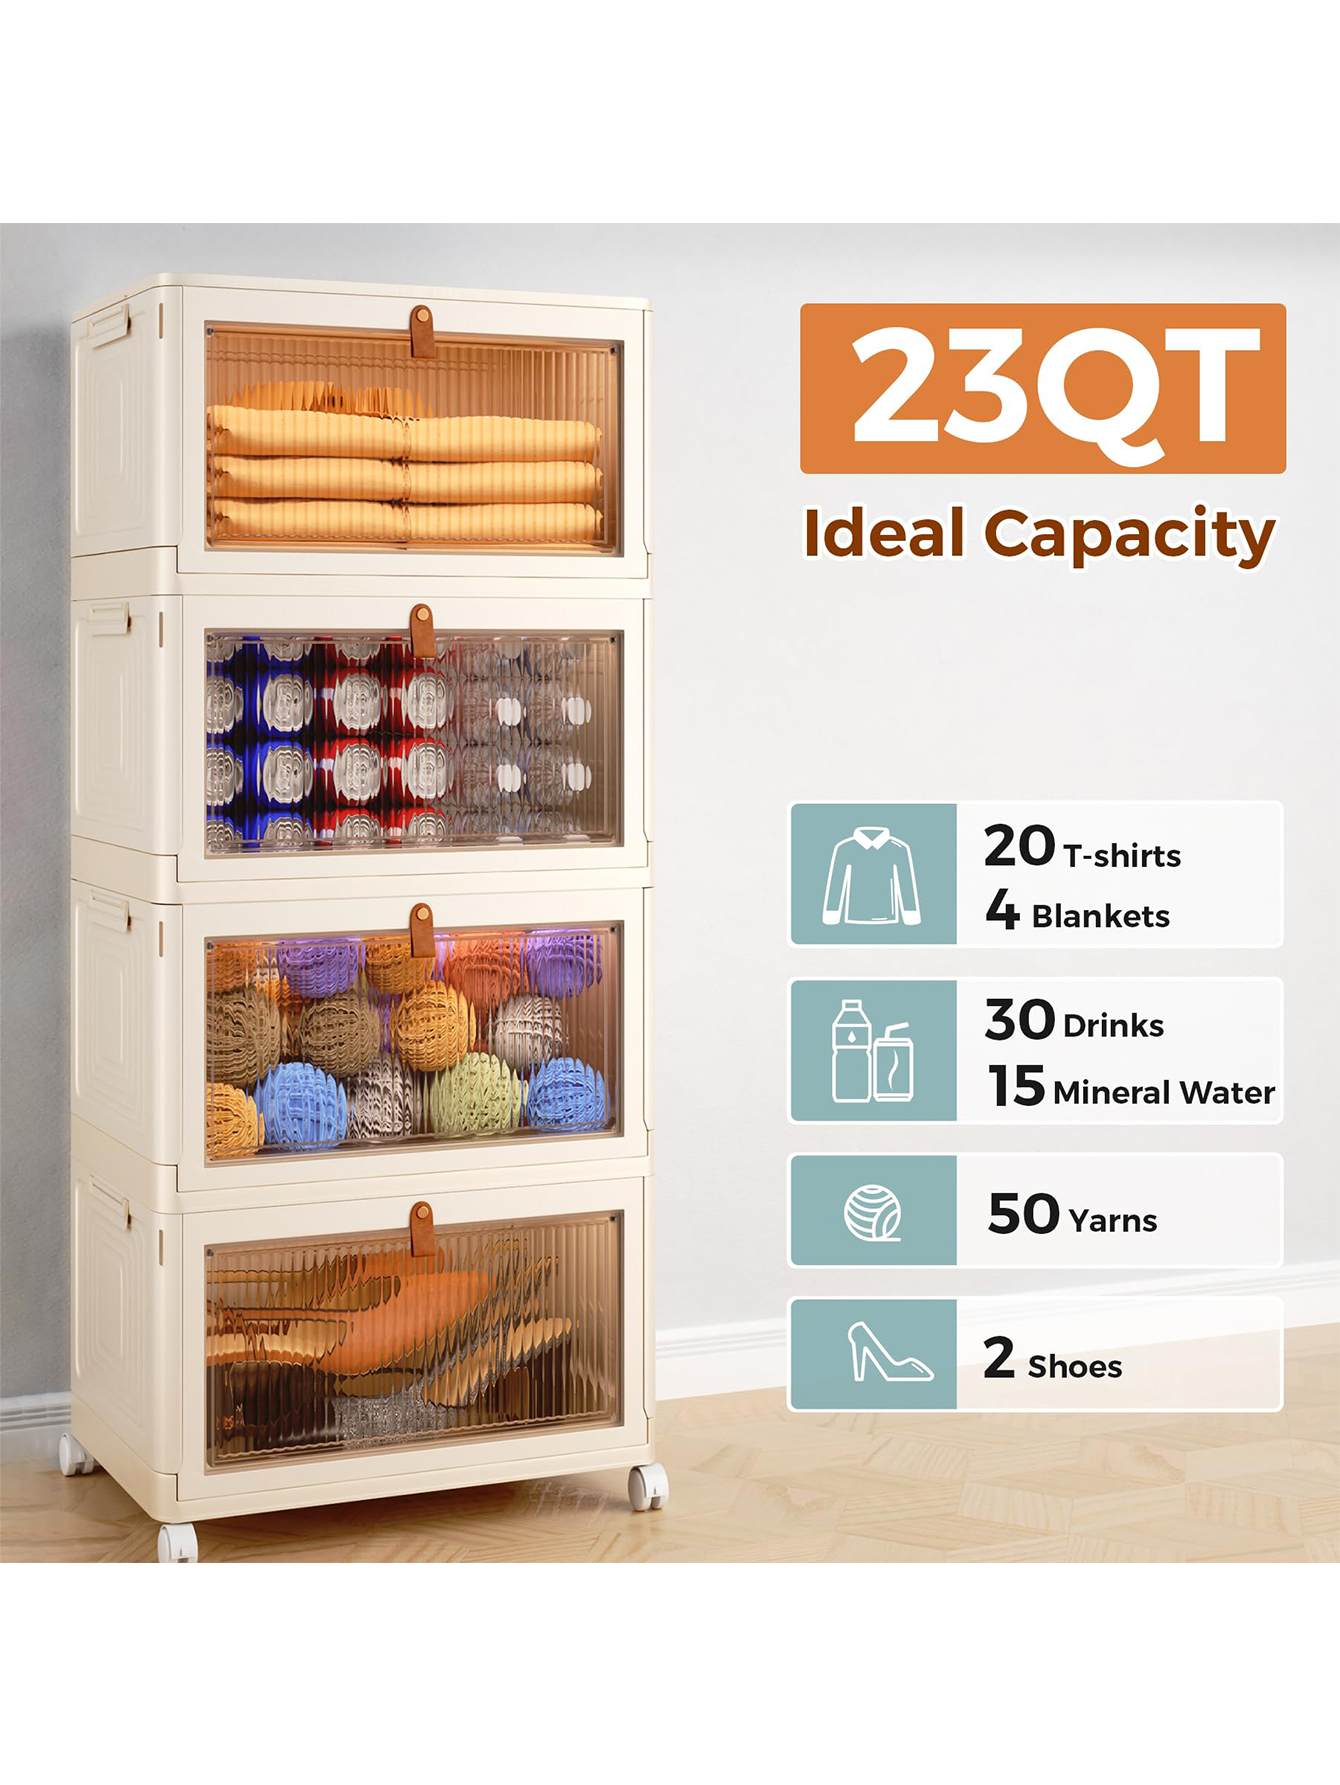 23QT
Ideal Capacity
20 T-shirts
4 Blankets
30 Drinks
15 Mineral Water
50 Yarns
2 Shoes